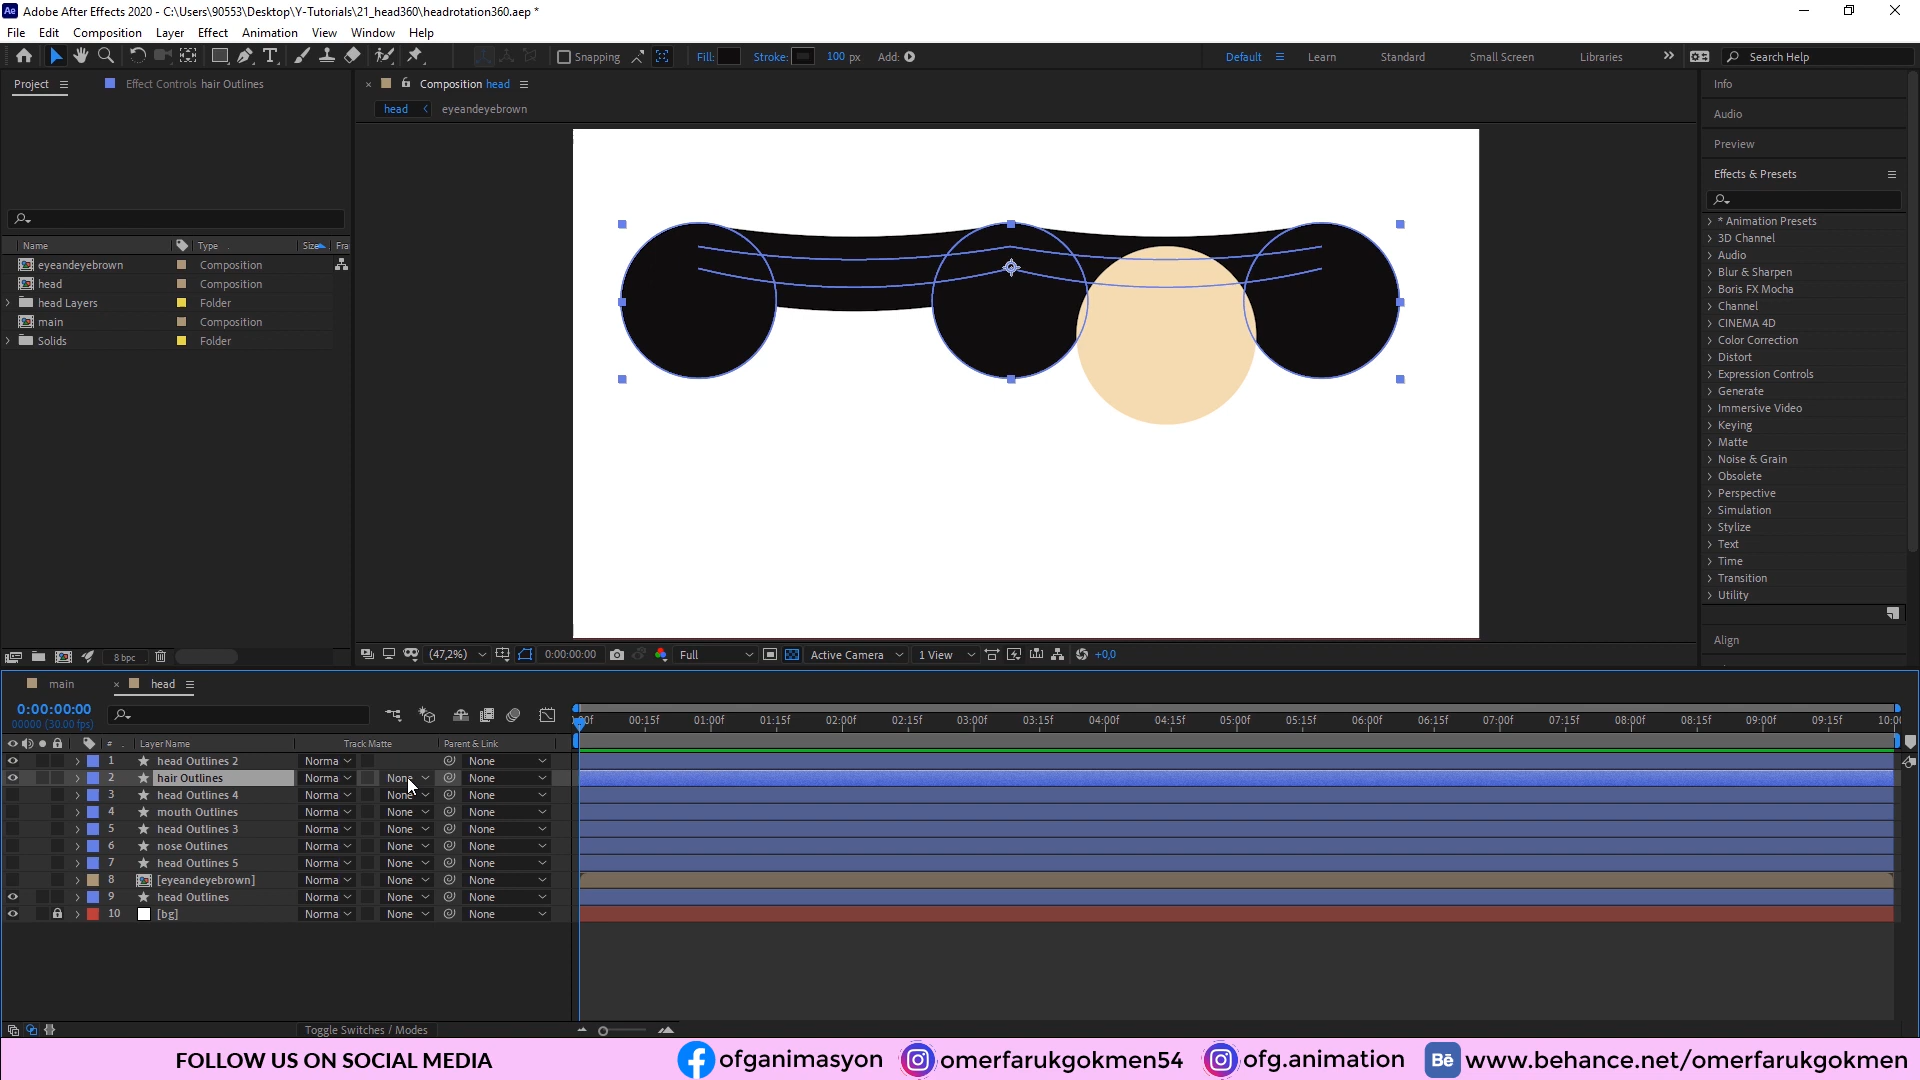 Adobe After Effects 2020 - C:\Users\90553\Desktop\Y-Tutorials\21_head360\headrotation360.aep *
File Edit Composition Layer Effect Animation View Window Help
Snapping Fill: Stroke: 100 px Add: Default Learn Standard Small Screen Libraries Search Help
Project Effect Controls hair Outlines
Composition head
head eyeandeyebrown
Name Type Size Fra
eyeandeyebrown Composition
head Composition
head Layers Folder
main Composition
Solids Folder
8 bpc
(47,2%) 0:00:00:00 Full Active Camera 1 View +0,0
Info
Audio
Preview
Effects & Presets
* Animation Presets
3D Channel
Audio
Blur & Sharpen
Boris FX Mocha
Channel
CINEMA 4D
Color Correction
Distort
Expression Controls
Generate
Immersive Video
Keying
Matte
Noise & Grain
Obsolete
Perspective
Simulation
Stylize
Text
Time
Transition
Utility
Align
main head
0:00:00:00
00000 (30.00 fps)
:00f 00:15f 01:00f 01:15f 02:00f 02:15f 03:00f 03:15f 04:00f 04:15f 05:00f 05:15f 06:00f 06:15f 07:00f 07:15f 08:00f 08:15f 09:00f 09:15f 10:00
# Layer Name Track Matte Parent & Link
1 head Outlines 2 Norma None
2 hair Outlines Norma None None
3 head Outlines 4 Norma None None
4 mouth Outlines Norma None None
5 head Outlines 3 Norma None None
6 nose Outlines Norma None None
7 head Outlines 5 Norma None None
8 [eyeandeyebrown] Norma None None
9 head Outlines Norma None None
10 [bg] Norma None None
Toggle Switches / Modes
FOLLOW US ON SOCIAL MEDIA ofganimasyon omerfarukgokmen54 ofg.animation Bē www.behance.net/omerfarukgokmen